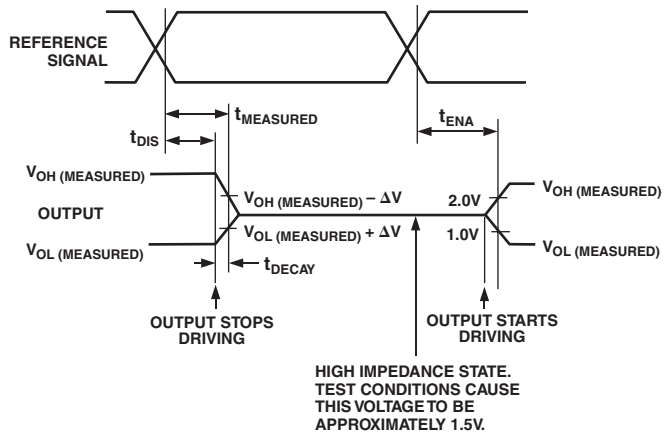 REFERENCE
SIGNAL
tMEASURED
tDIS
tENA
VOH (MEASURED)
VOH (MEASURED) – ΔV
2.0V
VOH (MEASURED)
OUTPUT
VOL (MEASURED)
VOL (MEASURED) + ΔV
1.0V
VOL (MEASURED)
tDECAY
OUTPUT STOPS
DRIVING
OUTPUT STARTS
DRIVING
HIGH IMPEDANCE STATE.
TEST CONDITIONS CAUSE
THIS VOLTAGE TO BE
APPROXIMATELY 1.5V.